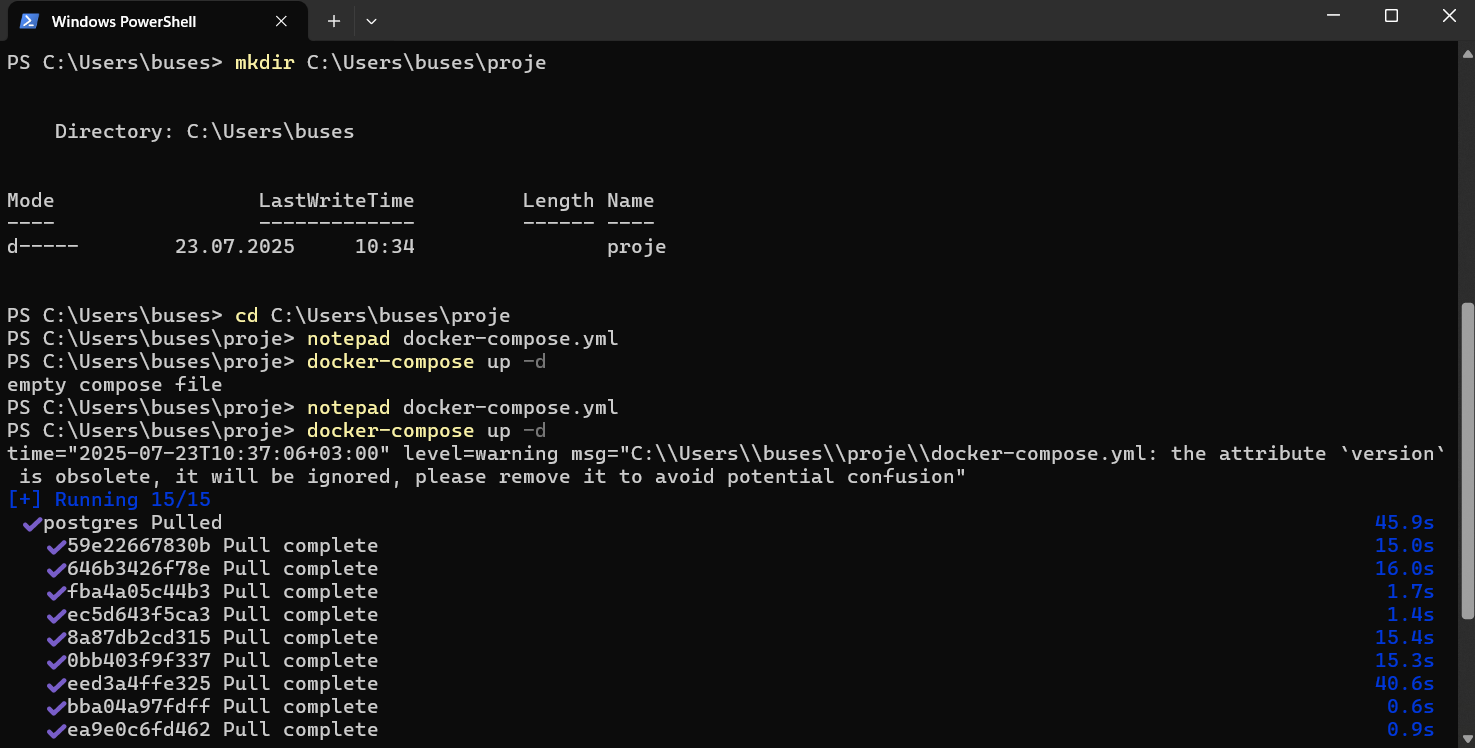 Windows PowerShell
PS C:\Users\buses> mkdir C:\Users\buses\proje
Directory: C:\Users\buses
Mode LastWriteTime Length Name
---- ------------- ------ ----
d----- 23.07.2025 10:34 proje
PS C:\Users\buses> cd C:\Users\buses\proje
PS C:\Users\buses\proje> notepad docker-compose.yml
PS C:\Users\buses\proje> docker-compose up -d
empty compose file
PS C:\Users\buses\proje> notepad docker-compose.yml
PS C:\Users\buses\proje> docker-compose up -d
time="2025-07-23T10:37:06+03:00" level=warning msg="C:\\Users\\buses\\proje\\docker-compose.yml: the attribute `version`
is obsolete, it will be ignored, please remove it to avoid potential confusion"
[+] Running 15/15
✔postgres Pulled 45.9s
✔59e22667830b Pull complete 15.0s
✔646b3426f78e Pull complete 16.0s
✔fba4a05c44b3 Pull complete 1.7s
✔ec5d643f5ca3 Pull complete 1.4s
✔8a87db2cd315 Pull complete 15.4s
✔0bb403f9f337 Pull complete 15.3s
✔eed3a4ffe325 Pull complete 40.6s
✔bba04a97fdff Pull complete 0.6s
✔ea9e0c6fd462 Pull complete 0.9s